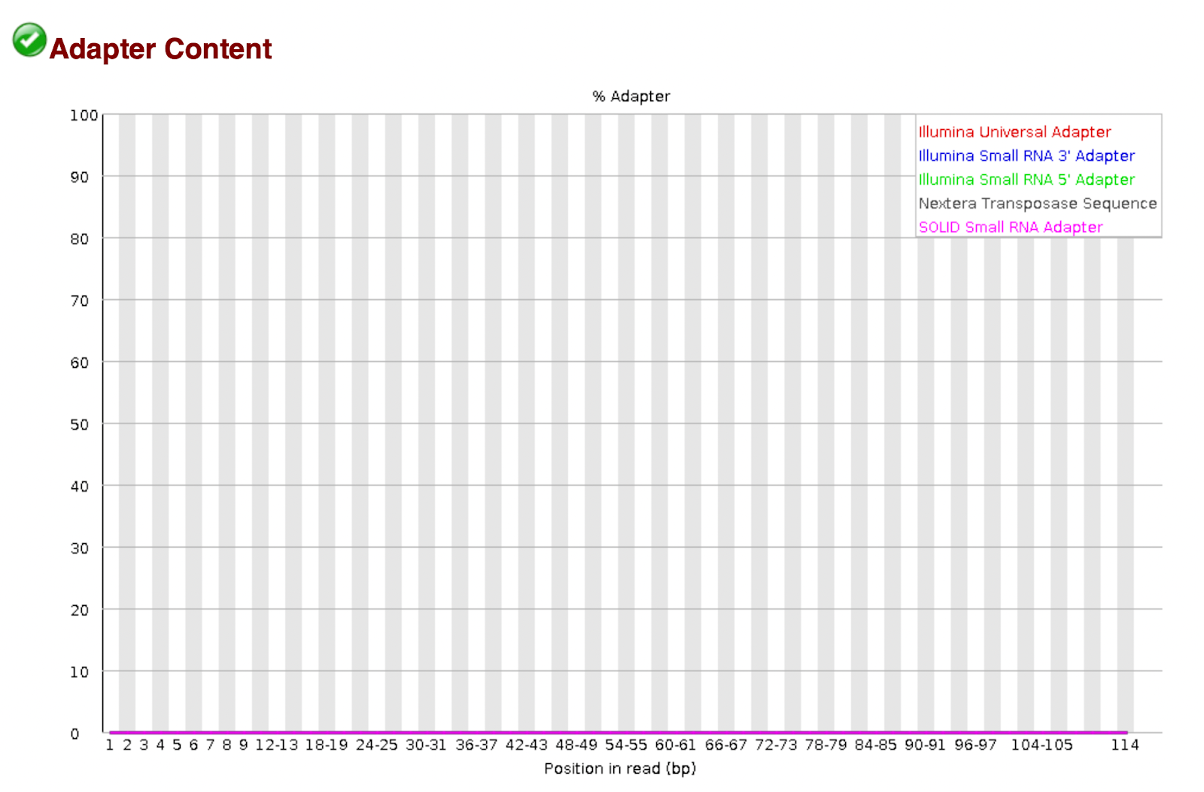 Adapter Content
% Adapter
100
Illumina Universal Adapter
Illumina Small RNA 3' Adapter
Illumina Small RNA 5' Adapter
Nextera Transposase Sequence
SOLID Small RNA Adapter
90
80
70
60
50
40
30
20
10
0
1 2 3 4 5 6 7 8 9 12-13 18-19 24-25 30-31 36-37 42-43 48-49 54-55 60-61 66-67 72-73 78-79 84-85 90-91 96-97 104-105 114
Position in read (bp)